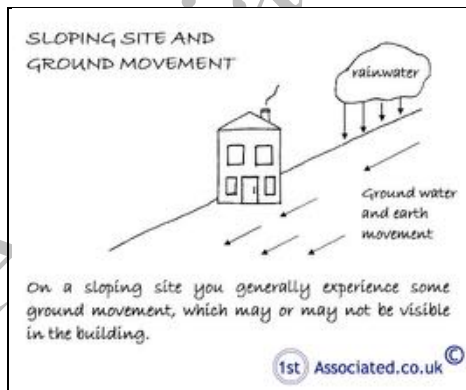 SLOPING SITE AND
GROUND MOVEMENT
rainwater
Ground water
and earth
movement
On a sloping site you generally experience some
ground movement, which may or may not be visible
in the building.
1st Associated.co.uk ©